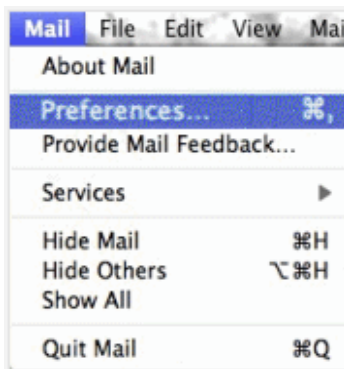 Mail File Edit View Mai
About Mail
Preferences... ⌘,
Provide Mail Feedback...
Services ▶
Hide Mail ⌘H
Hide Others ⌥⌘H
Show All
Quit Mail ⌘Q